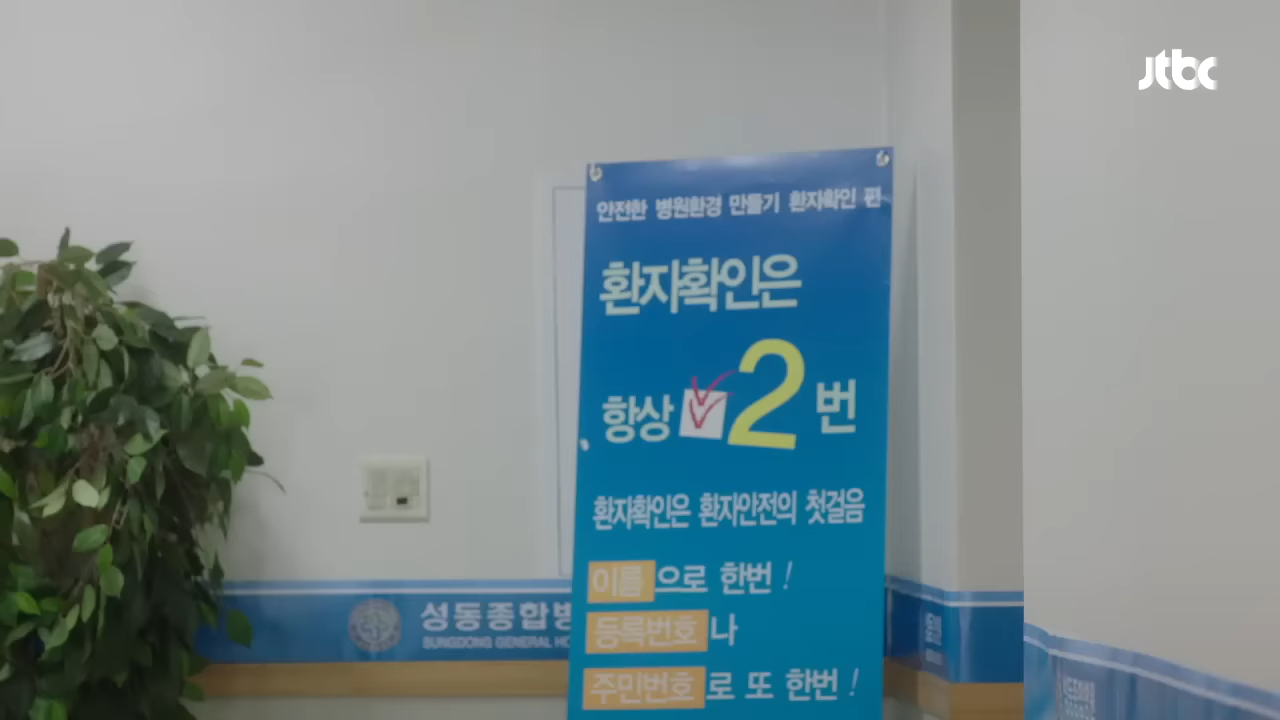 jtbc
안전한 병원환경 만들기 환자확인 편
환자확인은
항상 2 번
환자확인은 환자안전의 첫걸음
이름으로 한번!
등록번호나
주민번호로 또 한번!
성동종합병
SUNGDONG GENERAL HO